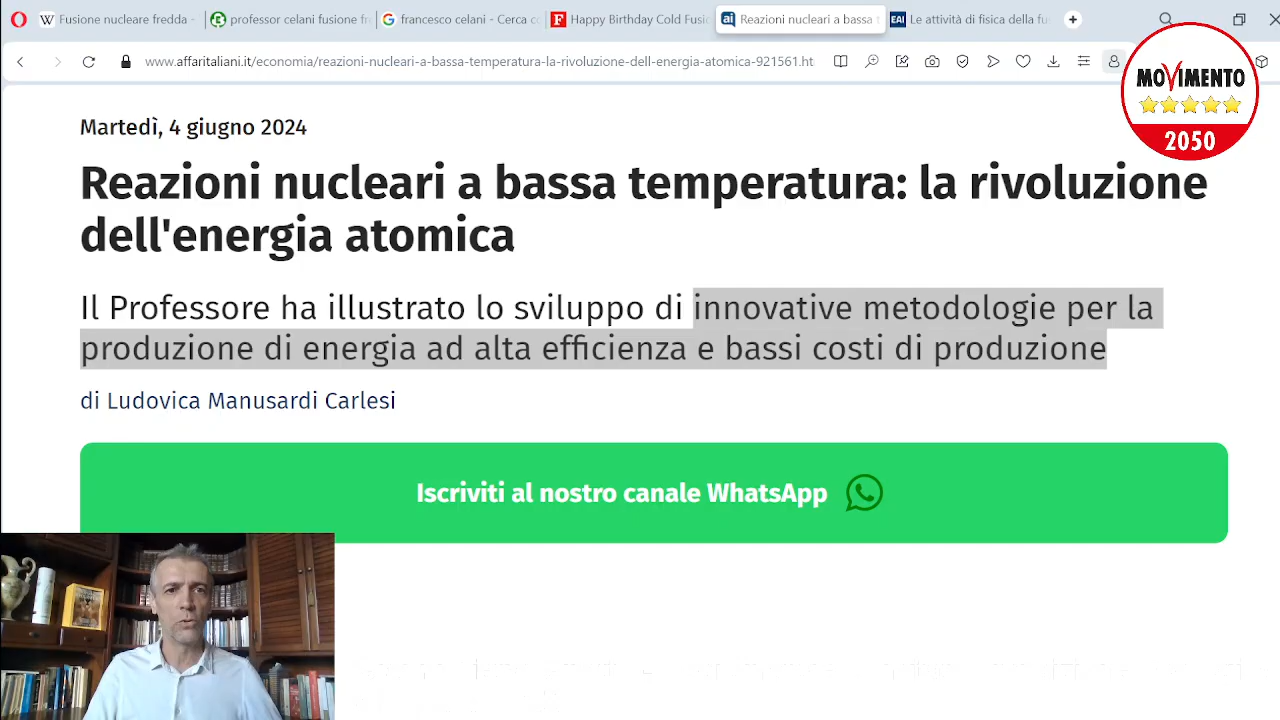 Fusione nucleare fredda -
professor celani fusione fr
francesco celani - Cerca co
Happy Birthday Cold Fusio
Reazioni nucleari a bassa t
EAI Le attività di fisica della fu
www.affaritaliani.it/economia/reazioni-nucleari-a-bassa-temperatura-la-rivoluzione-dell-energia-atomica-921561.ht
MOVIMENTO
2050
Martedì, 4 giugno 2024
Reazioni nucleari a bassa temperatura: la rivoluzione
dell'energia atomica
Il Professore ha illustrato lo sviluppo di innovative metodologie per la
produzione di energia ad alta efficienza e bassi costi di produzione
di Ludovica Manusardi Carlesi
Iscriviti al nostro canale WhatsApp